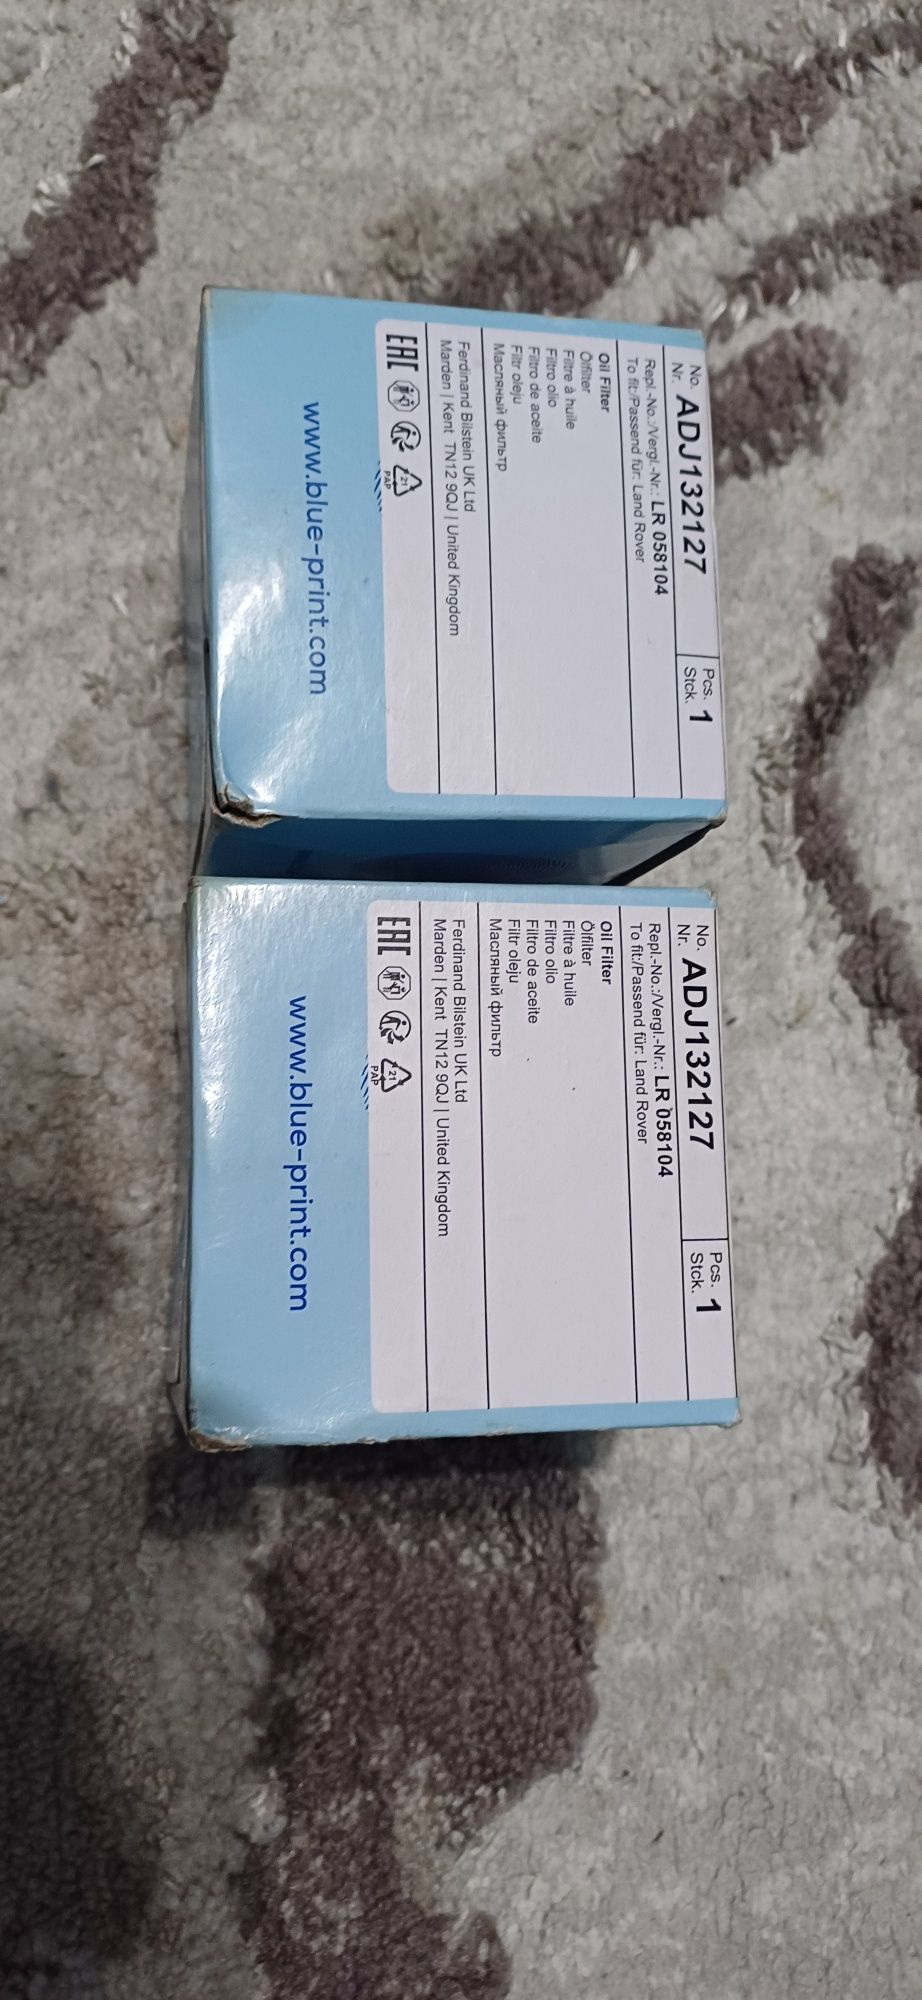 No.
Nr. ADJ132127
Pcs.
Stck. 1
Repl.-No.:/Vergl.-Nr.: LR 058104
To fit:/Passend für: Land Rover
Oil Filter
Ölfilter
Filtre à huile
Filtro olio
Filtro de aceite
Filtr oleju
Масляный фильтр
Ferdinand Bilstein UK Ltd
Marden | Kent TN12 9QJ | United Kingdom
EAC
21
PAP
www.blue-print.com
No.
Nr. ADJ132127
Pcs.
Stck. 1
Repl.-No.:/Vergl.-Nr.: LR 058104
To fit:/Passend für: Land Rover
Oil Filter
Ölfilter
Filtre à huile
Filtro olio
Filtro de aceite
Filtr oleju
Масляный фильтр
Ferdinand Bilstein UK Ltd
Marden | Kent TN12 9QJ | United Kingdom
EAC
21
PAP
www.blue-print.com